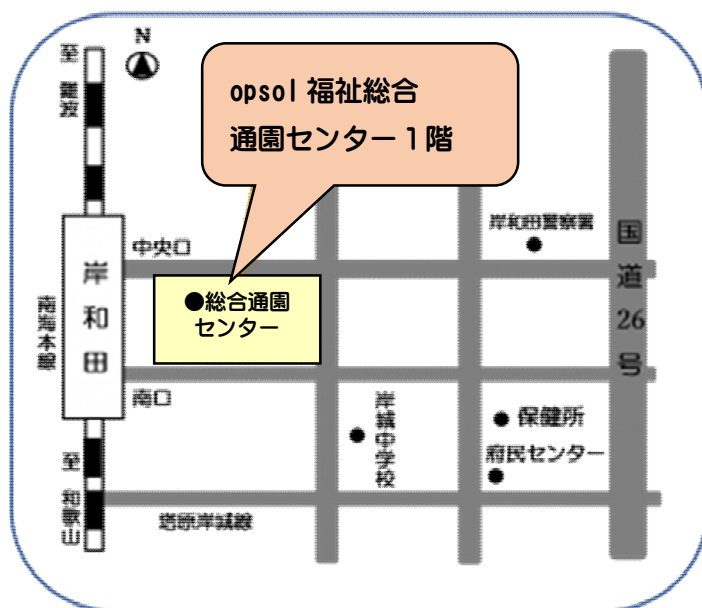 至
難波
N
opsol 福祉総合
通園センター１階
岸和田警察署
国道26号
中央口
岸和田
南海本線
●総合通園
センター
南口
岸城中学校
保健所
府民センター
至
和歌山
塔原岸城線